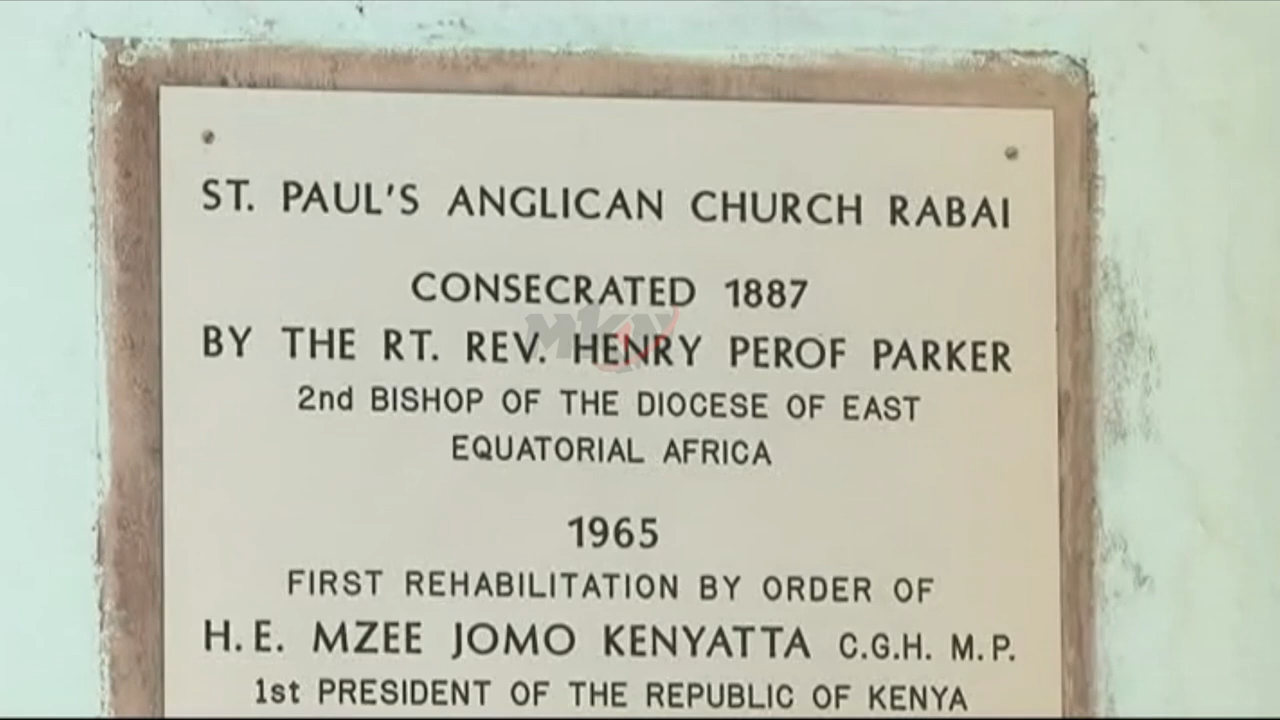 ST. PAUL'S ANGLICAN CHURCH RABAI
CONSECRATED 1887
MKN
BY THE RT. REV. HENRY PEROF PARKER
2nd BISHOP OF THE DIOCESE OF EAST
EQUATORIAL AFRICA
1965
FIRST REHABILITATION BY ORDER OF
H.E. MZEE JOMO KENYATTA C.G.H. M.P.
1st PRESIDENT OF THE REPUBLIC OF KENYA